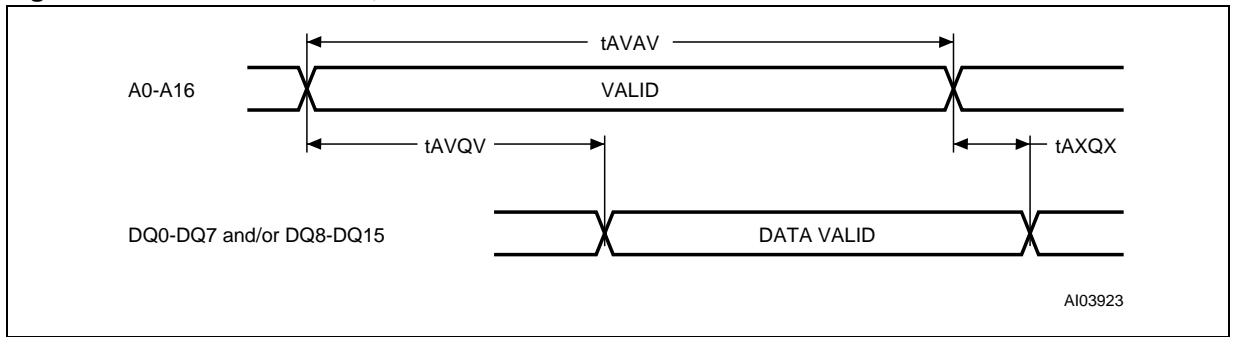 tAVAV
A0-A16 VALID
tAVQV tAXQX
DQ0-DQ7 and/or DQ8-DQ15 DATA VALID
AI03923